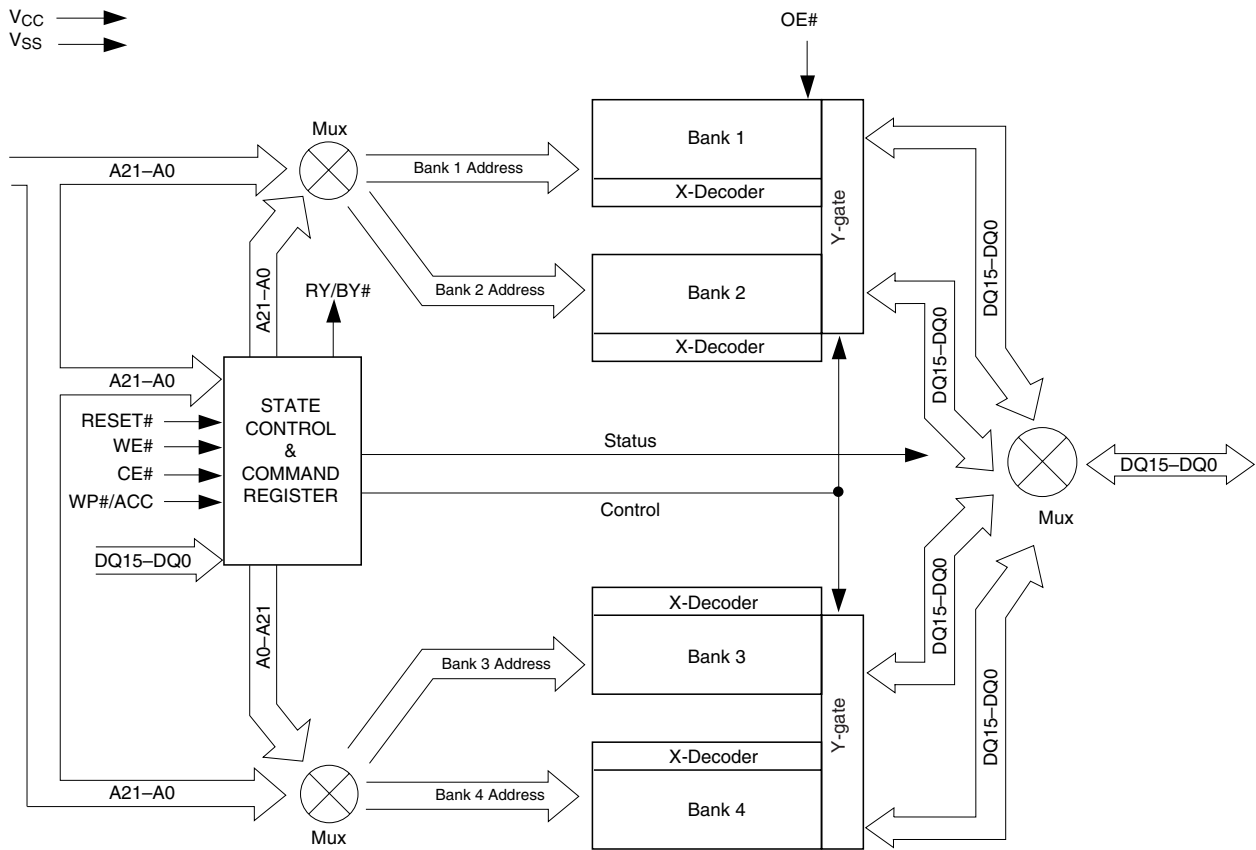 VCC
VSS
OE#
Mux
A21–A0
Bank 1 Address
Bank 1
X-Decoder
Y-gate
DQ15–DQ0
A21–A0
RY/BY#
Bank 2 Address
Bank 2
X-Decoder
DQ15–DQ0
A21–A0
RESET#
WE#
CE#
WP#/ACC
DQ15–DQ0
STATE
CONTROL
&
COMMAND
REGISTER
Status
Control
DQ15–DQ0
Mux
A0–A21
X-Decoder
Bank 3 Address
Bank 3
Y-gate
DQ15–DQ0
DQ15–DQ0
X-Decoder
A21–A0
Bank 4 Address
Bank 4
Mux